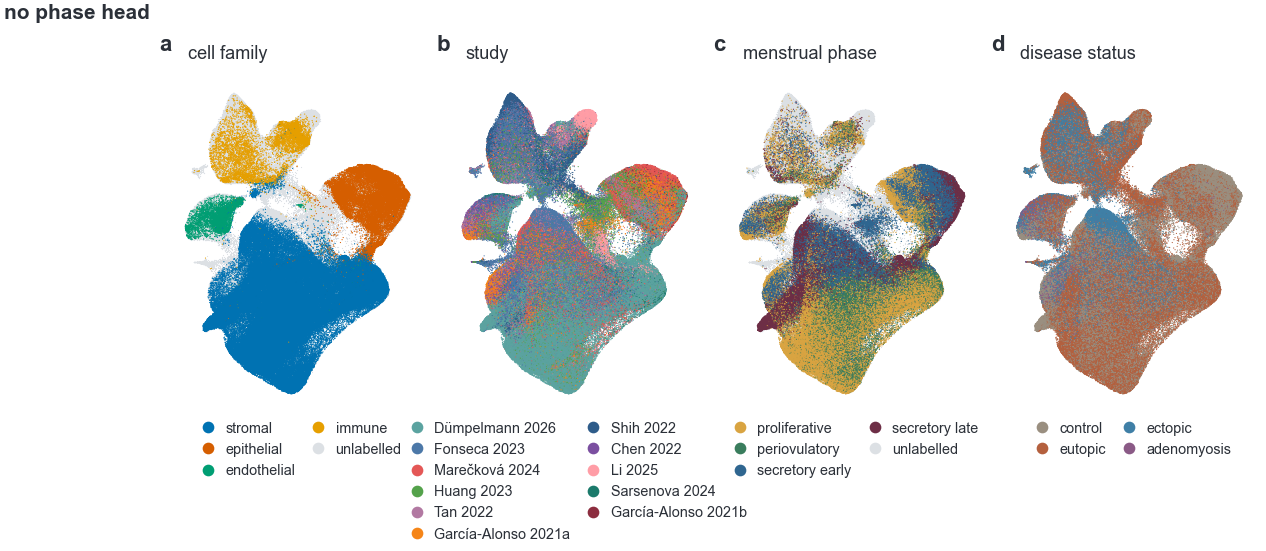 no phase head
a cell family
b study
c menstrual phase
d disease status
stromal
epithelial
endothelial
immune
unlabelled
Dümpelmann 2026
Fonseca 2023
Marečková 2024
Huang 2023
Tan 2022
García-Alonso 2021a
Shih 2022
Chen 2022
Li 2025
Sarsenova 2024
García-Alonso 2021b
proliferative
periovulatory
secretory early
secretory late
unlabelled
control
eutopic
ectopic
adenomyosis